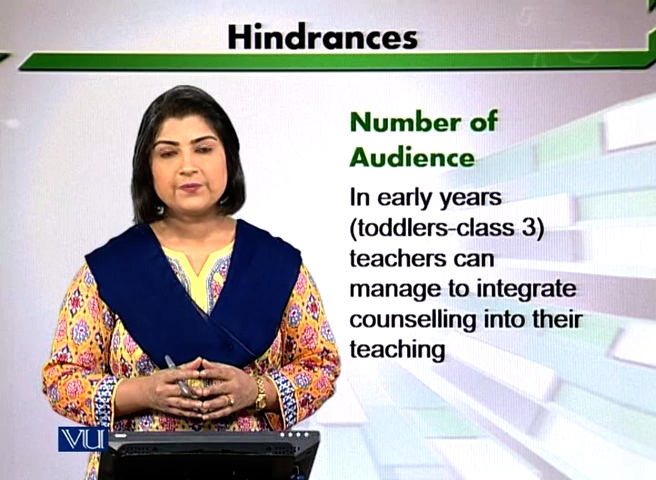 Hindrances
Number of
Audience
In early years
(toddlers-class 3)
teachers can
manage to integrate
counselling into their
teaching
VU